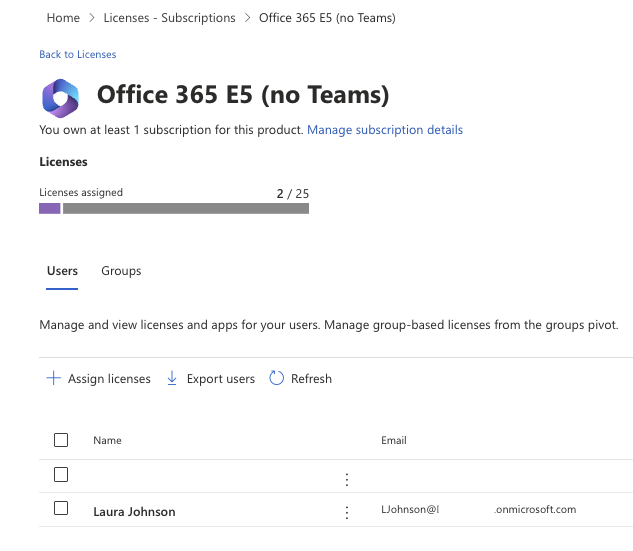 Home > Licenses - Subscriptions > Office 365 E5 (no Teams)
Back to Licenses
Office 365 E5 (no Teams)
You own at least 1 subscription for this product. Manage subscription details
Licenses
Licenses assigned 2 / 25
Users Groups
Manage and view licenses and apps for your users. Manage group-based licenses from the groups pivot.
Assign licenses Export users Refresh
Name Email
Laura Johnson LJohnson@l .onmicrosoft.com